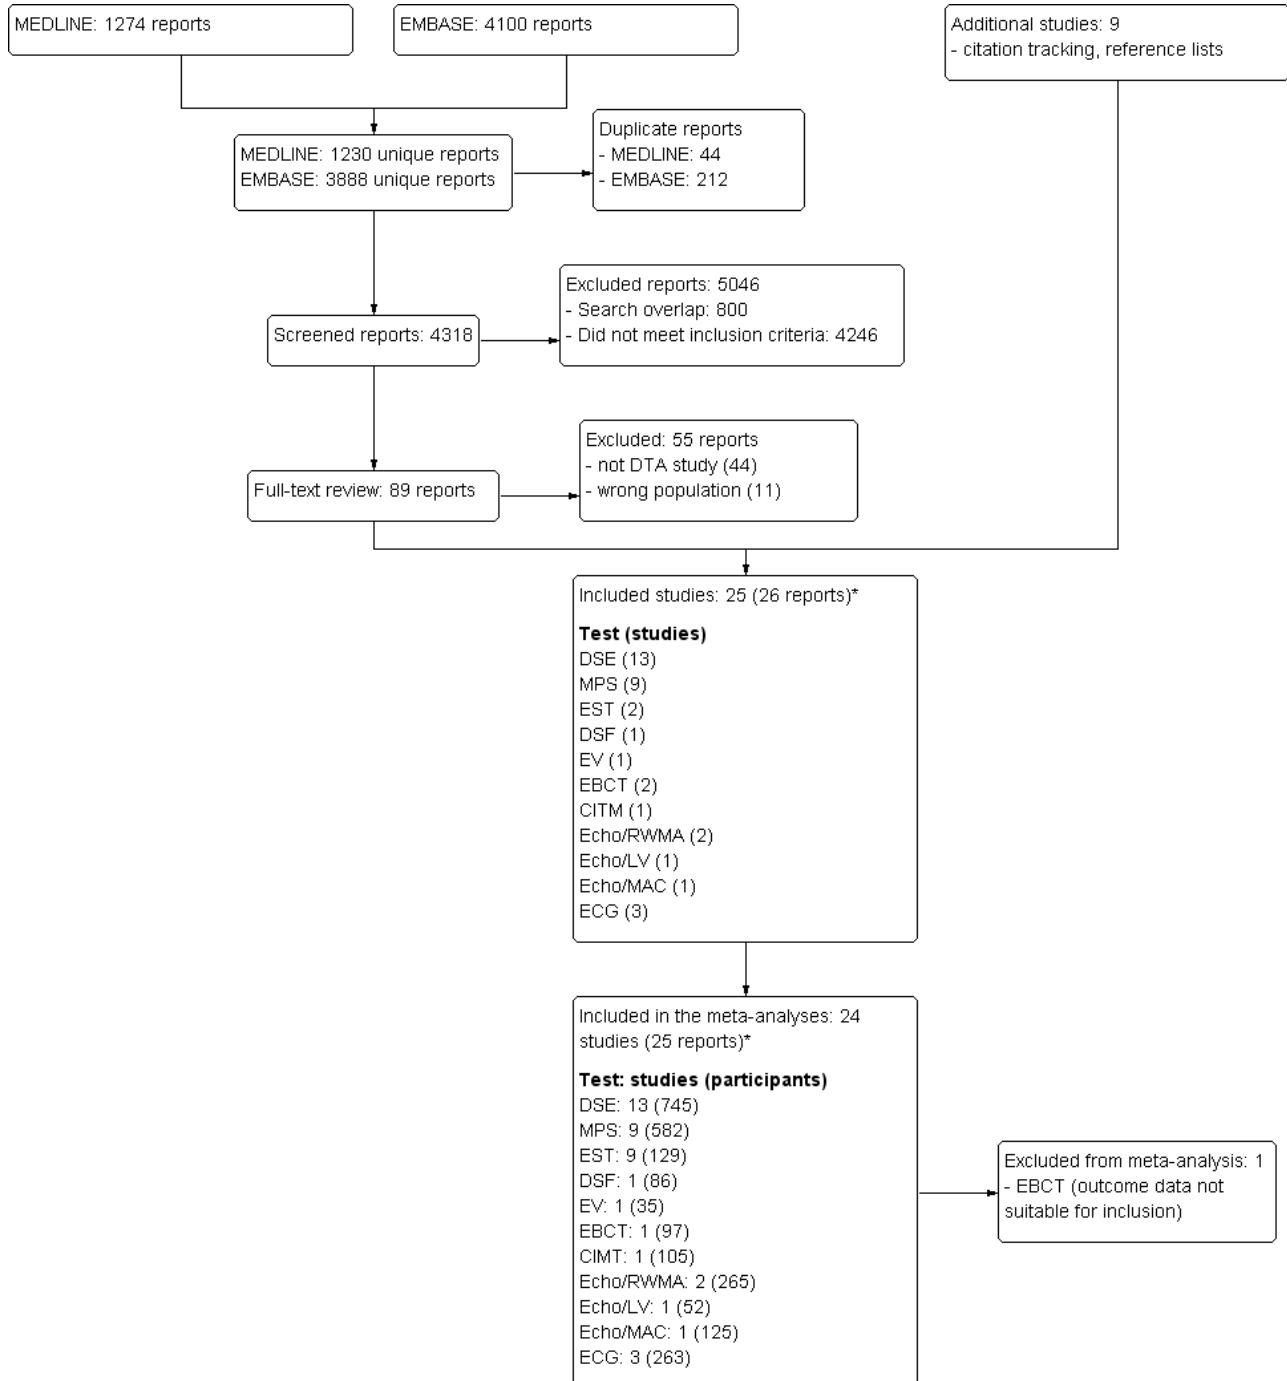 MEDLINE: 1274 reports
EMBASE: 4100 reports
Additional studies: 9
- citation tracking, reference lists
MEDLINE: 1230 unique reports
EMBASE: 3888 unique reports
Duplicate reports
- MEDLINE: 44
- EMBASE: 212
Screened reports: 4318
Excluded reports: 5046
- Search overlap: 800
- Did not meet inclusion criteria: 4246
Full-text review: 89 reports
Excluded: 55 reports
- not DTA study (44)
- wrong population (11)
Included studies: 25 (26 reports)*
Test (studies)
DSE (13)
MPS (9)
EST (2)
DSF (1)
EV (1)
EBCT (2)
CITM (1)
Echo/RWMA (2)
Echo/LV (1)
Echo/MAC (1)
ECG (3)
Included in the meta-analyses: 24
studies (25 reports)*
Test: studies (participants)
DSE: 13 (745)
MPS: 9 (582)
EST: 9 (129)
DSF: 1 (86)
EV: 1 (35)
EBCT: 1 (97)
CIMT: 1 (105)
Echo/RWMA: 2 (265)
Echo/LV: 1 (52)
Echo/MAC: 1 (125)
ECG: 3 (263)
Excluded from meta-analysis: 1
- EBCT (outcome data not
suitable for inclusion)